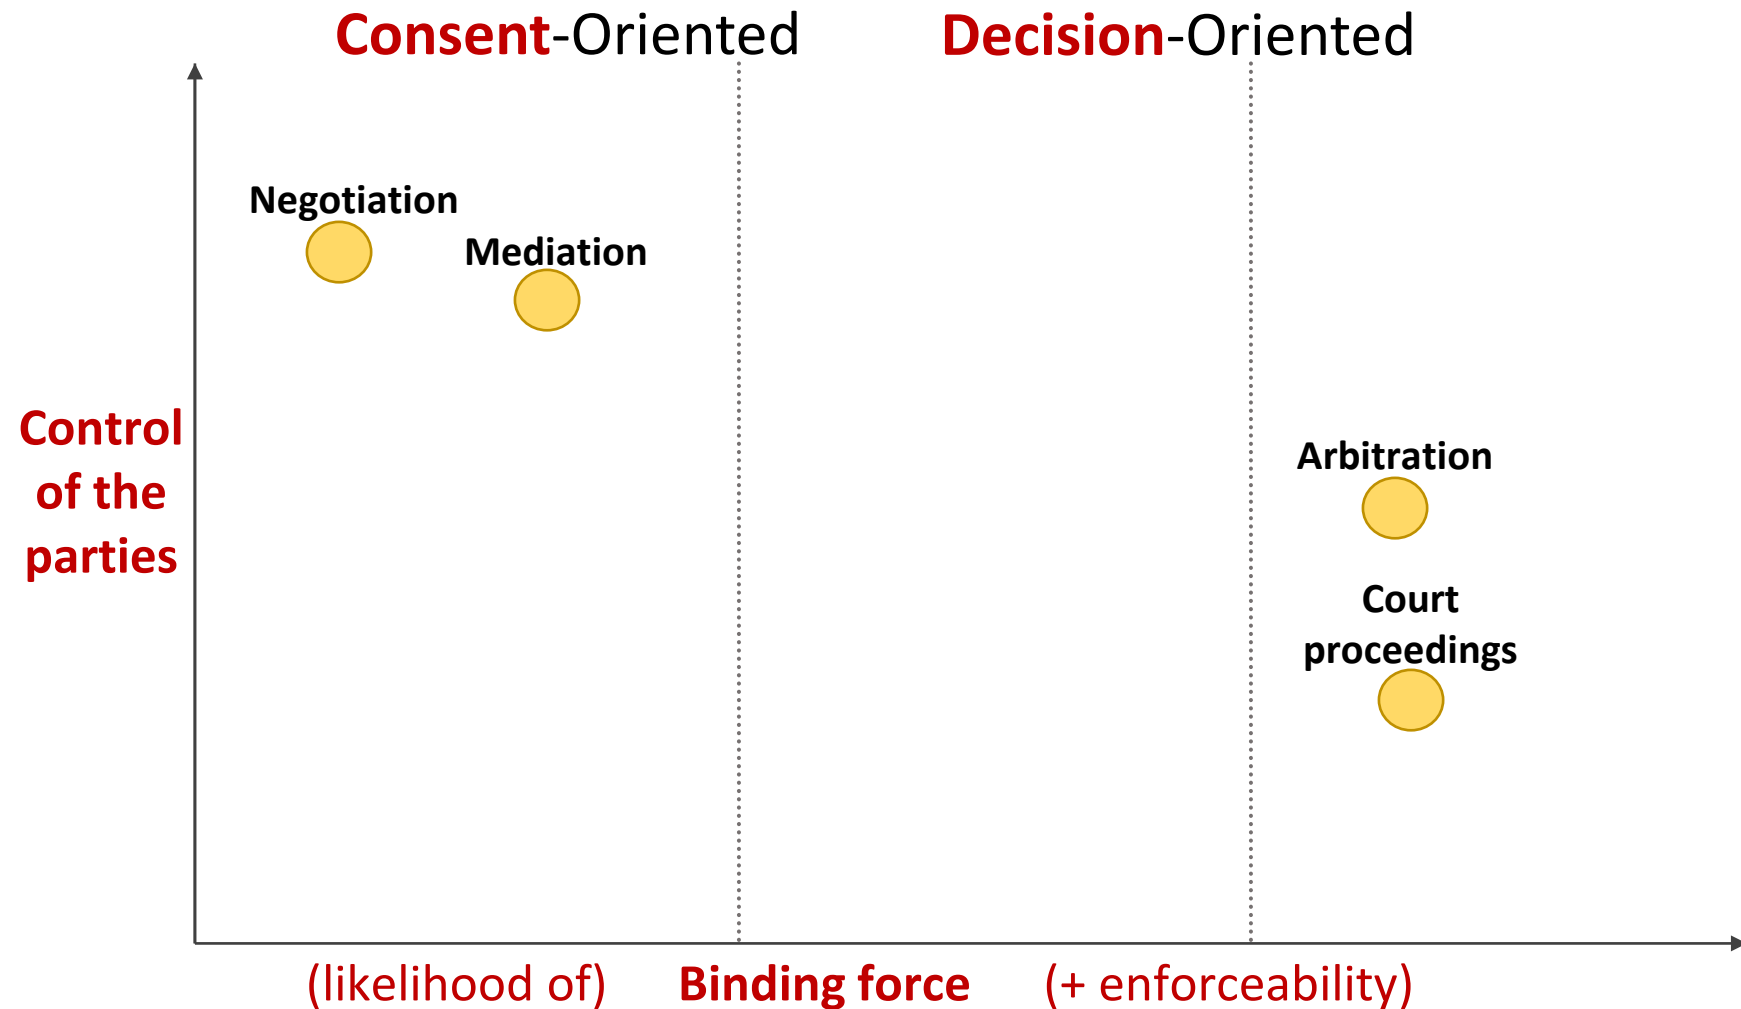 Consent-Oriented
Decision-Oriented
Negotiation
Mediation
Control
of the
parties
Arbitration
Court
proceedings
(likelihood of) Binding force (+ enforceability)